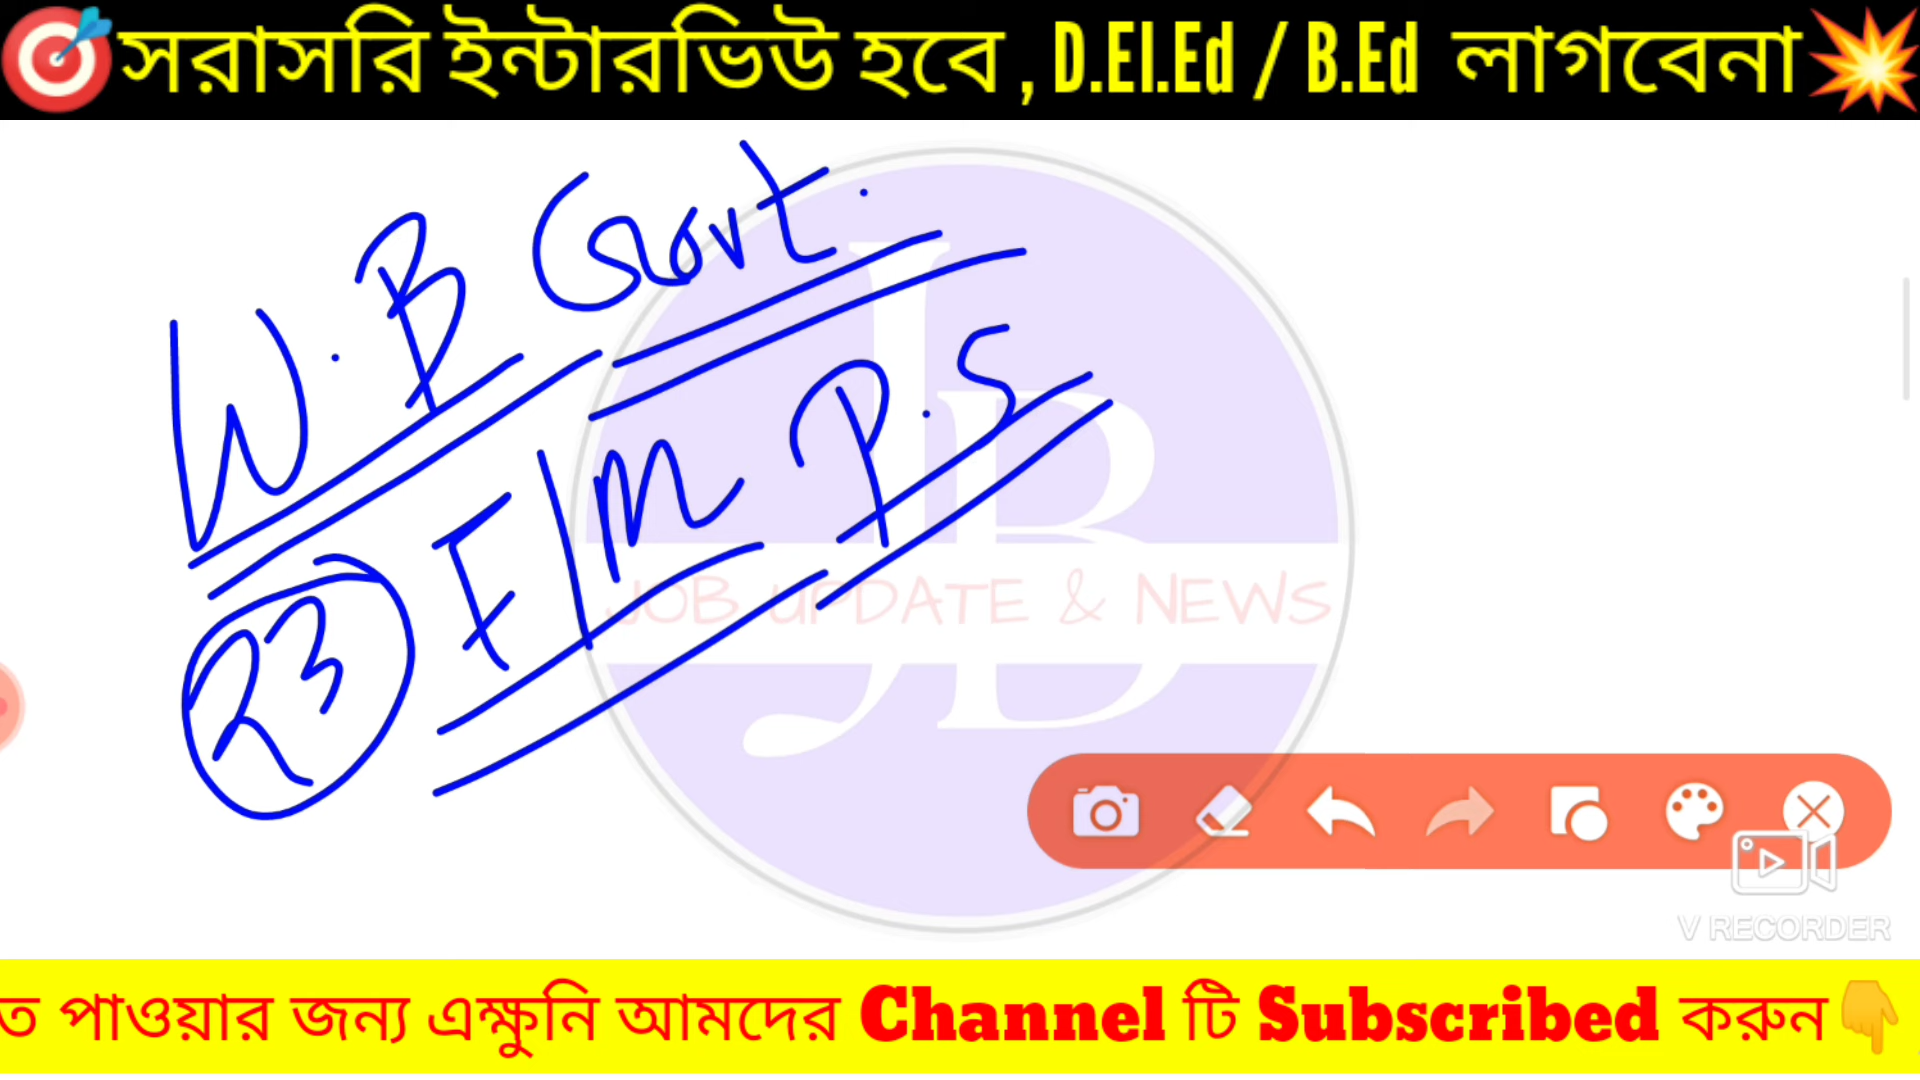 সরাসরি ইন্টারভিউ হবে , D.El.Ed / B.Ed লাগবেনা
W.B Govt.
23 F/M P.S
JB
JOB UPDATE & NEWS
V RECORDER
ত পাওয়ার জন্য এক্ষুনি আমদের Channel টি Subscribed করুন